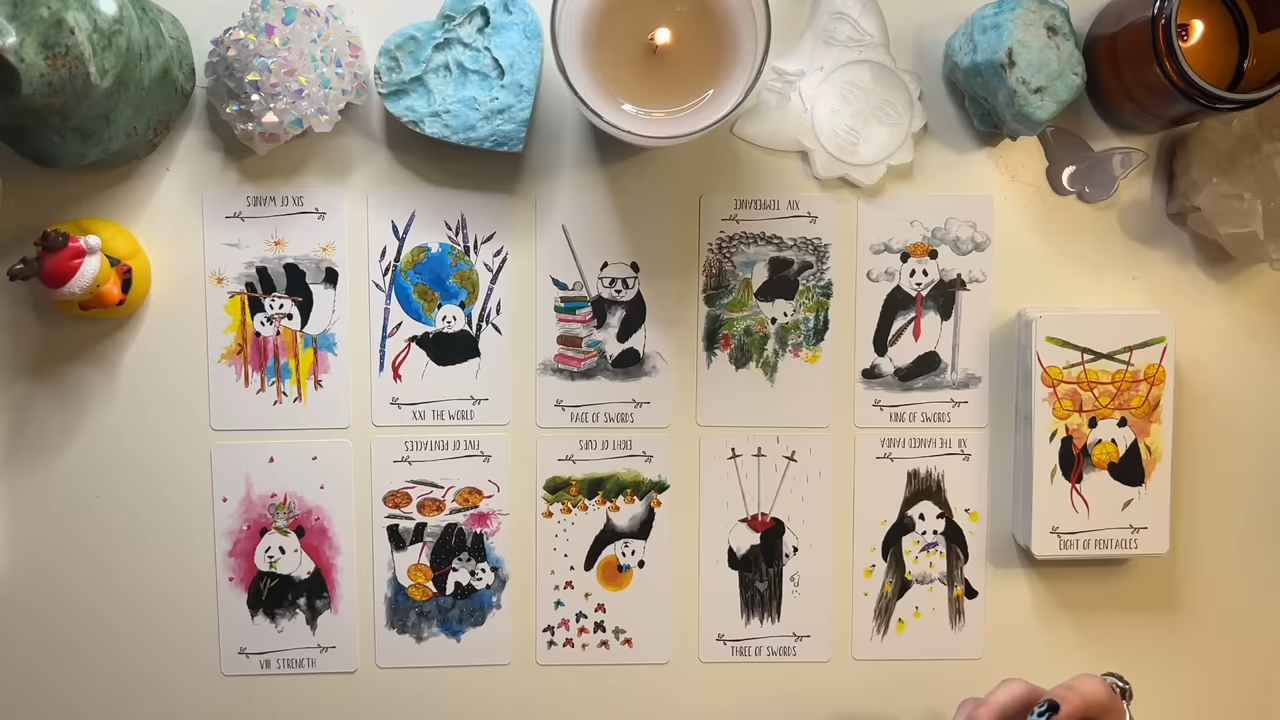 SIX OF WANDS
XXI THE WORLD
PAGE OF SWORDS
XIV TEMPERANCE
KING OF SWORDS
VIII STRENGTH
FIVE OF PENTACLES
EIGHT OF CUPS
THREE OF SWORDS
XII THE HANGED PANDA
EIGHT OF PENTACLES